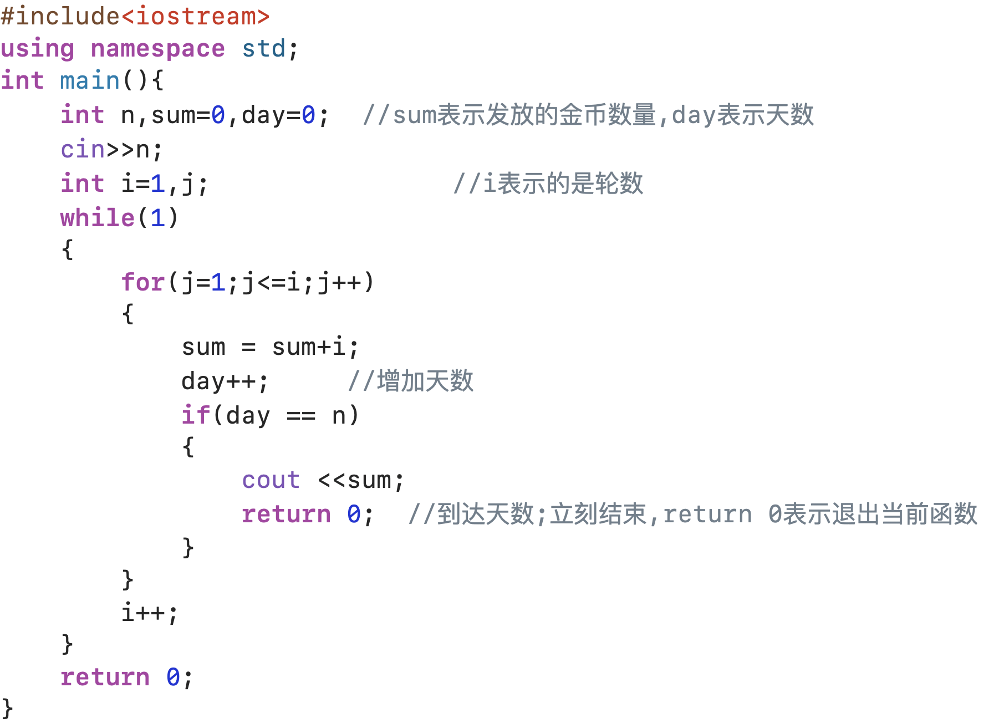 #include<iostream>
using namespace std;
int main(){
    int n,sum=0,day=0;  //sum表示发放的金币数量,day表示天数
    cin>>n;
    int i=1,j;                //i表示的是轮数
    while(1)
    {
        for(j=1;j<=i;j++)
        {
            sum = sum+i;
            day++;     //增加天数
            if(day == n)
            {
                cout <<sum;
                return 0;  //到达天数;立刻结束,return 0表示退出当前函数
            }
        }
        i++;
    }
    return 0;
}